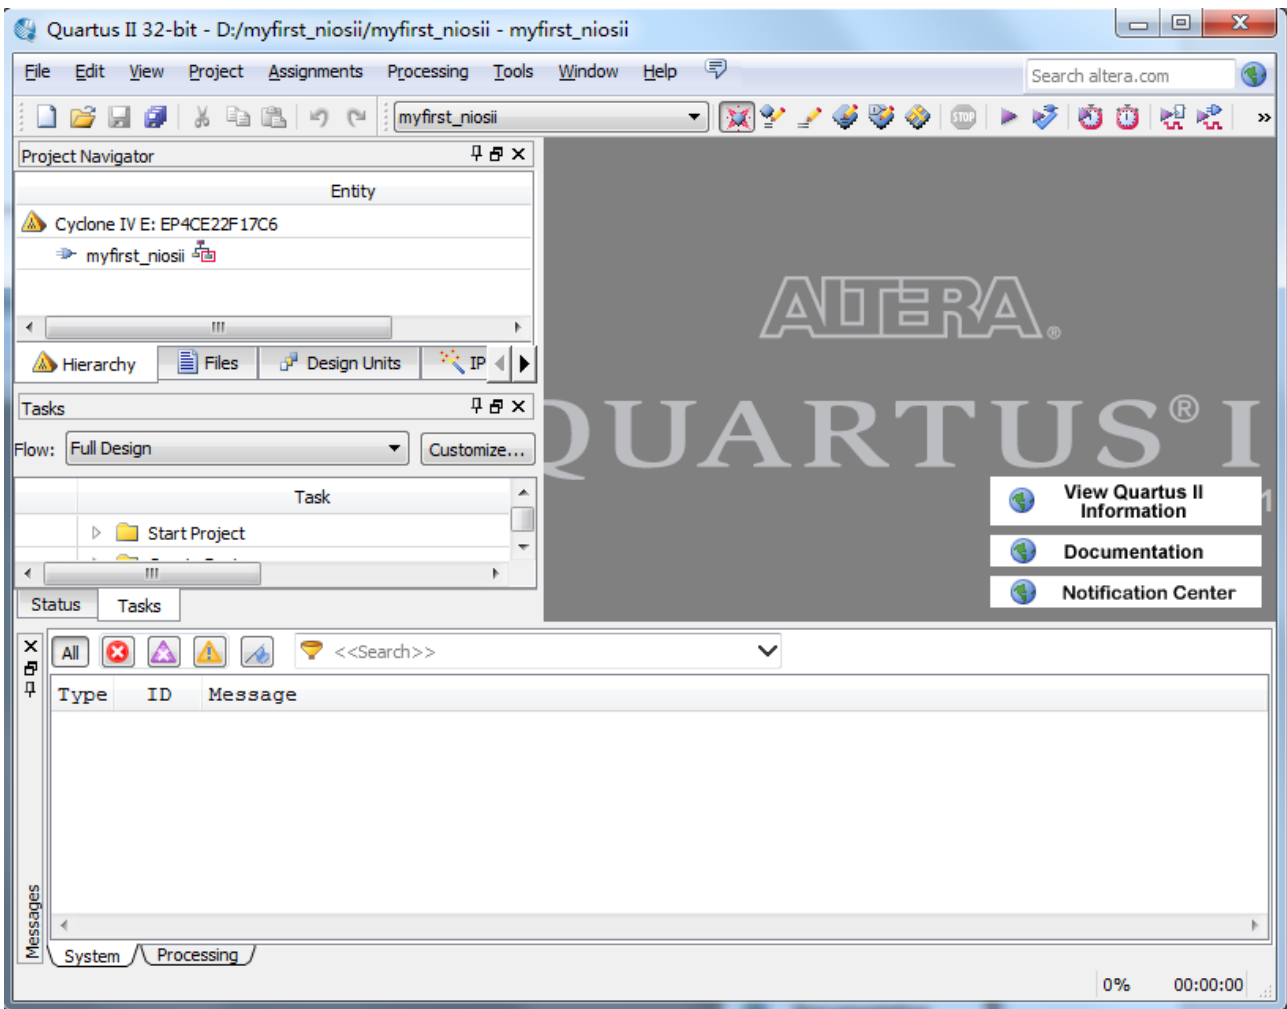 Quartus II 32-bit - D:/myfirst_niosii/myfirst_niosii - myfirst_niosii
File Edit View Project Assignments Processing Tools Window Help
Search altera.com
myfirst_niosii
STOP
»
Project Navigator
Entity
Cyclone IV E: EP4CE22F17C6
myfirst_niosii
Hierarchy Files Design Units IP
Tasks
Flow: Full Design Customize...
Task
Start Project
Status Tasks
ALTERA®
QUARTUS® I
View Quartus II
Information
1
Documentation
Notification Center
All <<Search>>
Type ID Message
Messages
System Processing
0% 00:00:00